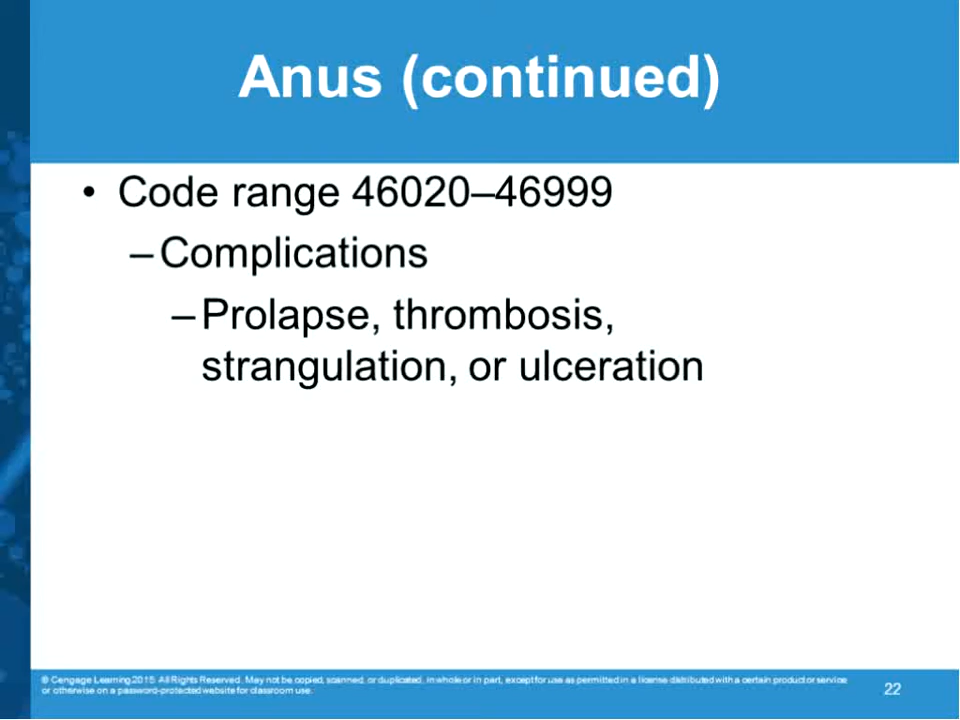 Anus (continued)
• Code range 46020–46999
– Complications
– Prolapse, thrombosis,
strangulation, or ulceration
© Cengage Learning 2015. All Rights Reserved. May not be copied, scanned, or duplicated, in whole or in part, except for use as permitted in a license distributed with a certain product or service
or otherwise on a password-protected website for classroom use.
22